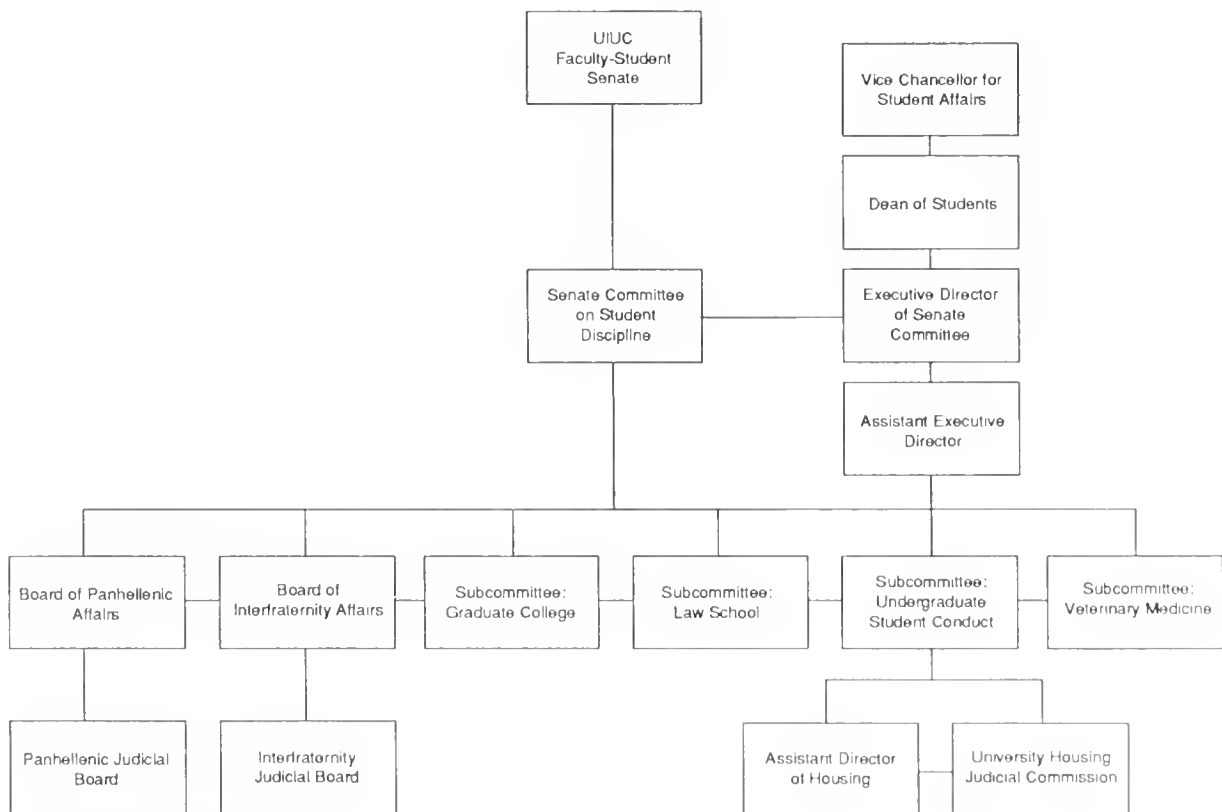 UIUC
Faculty-Student
Senate
Vice Chancellor for
Student Affairs
Dean of Students
Senate Committee
on Student
Discipline
Executive Director
of Senate
Committee
Assistant Executive
Director
Board of Panhellenic
Affairs
Board of
Interfraternity Affairs
Subcommittee:
Graduate College
Subcommittee:
Law School
Subcommittee:
Undergraduate
Student Conduct
Subcommittee:
Veterinary Medicine
Panhellenic Judicial
Board
Interfraternity
Judicial Board
Assistant Director
of Housing
University Housing
Judicial Commission